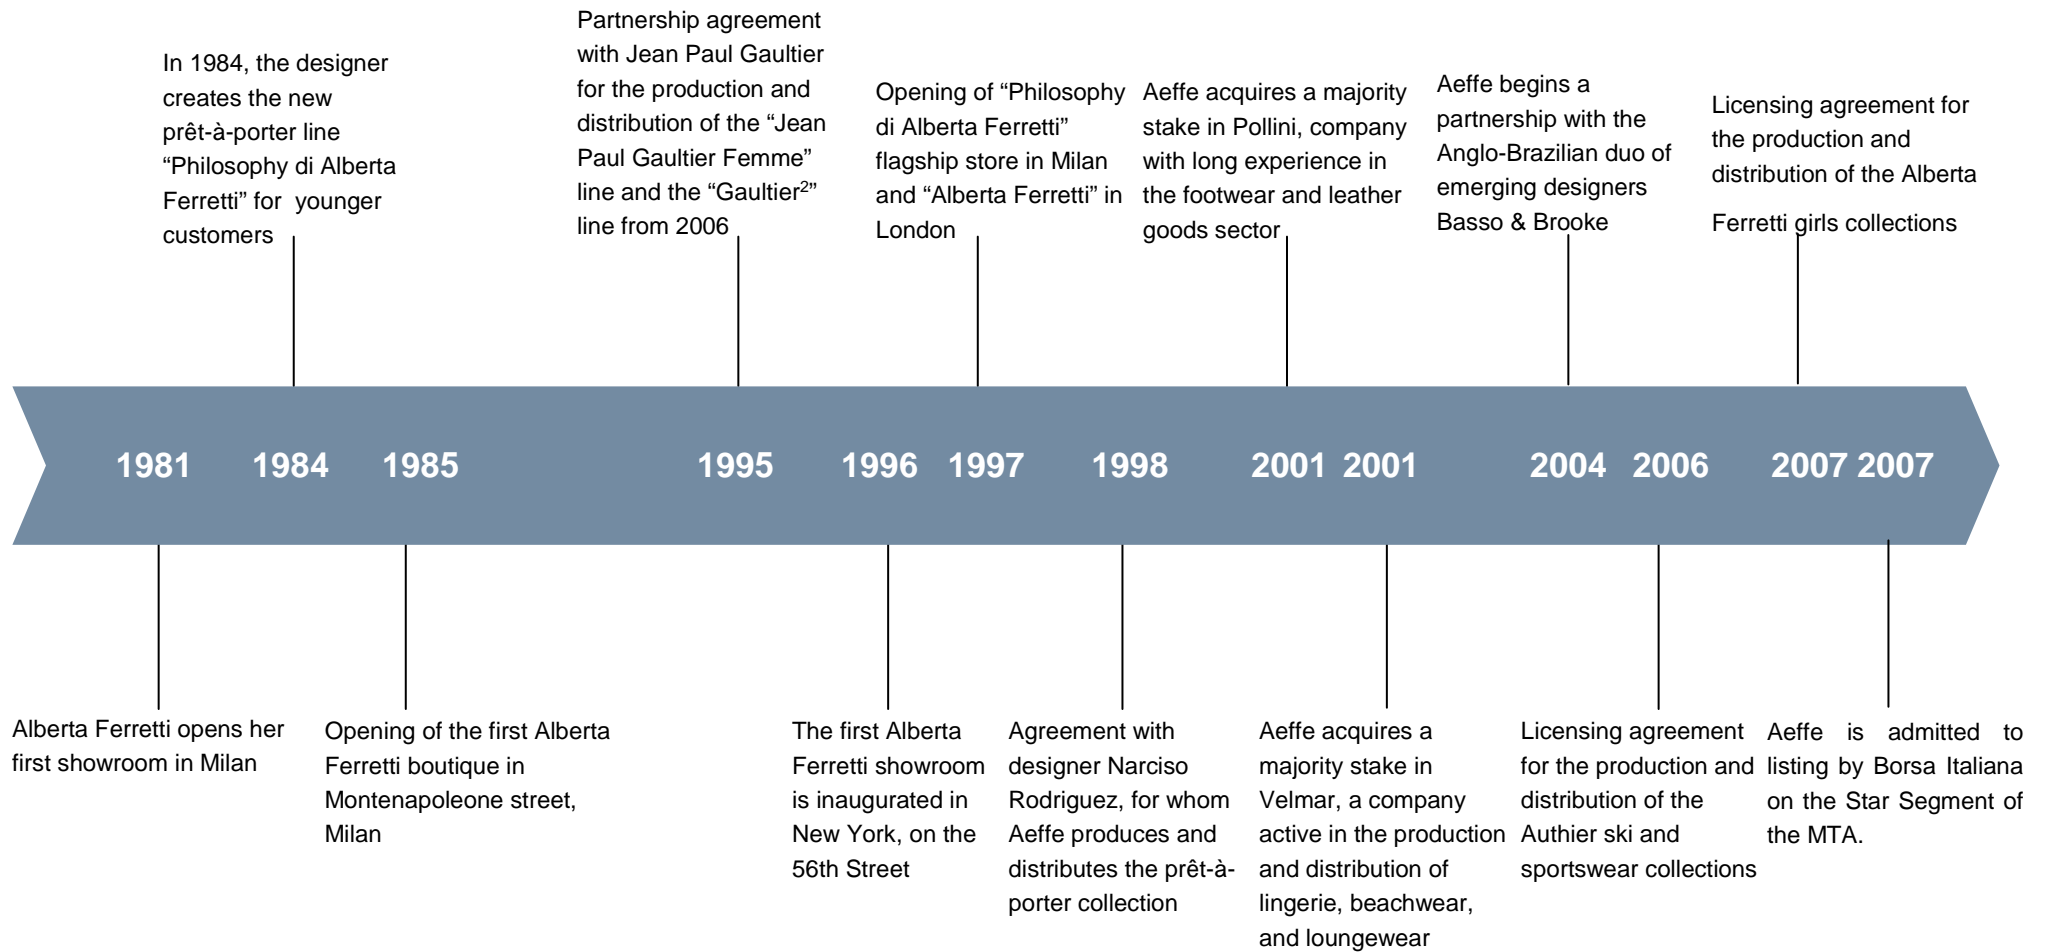 In 1984, the designer
creates the new
prêt-à-porter line
“Philosophy di Alberta
Ferretti” for  younger
customers
Partnership agreement
with Jean Paul Gaultier
for the production and
distribution of the “Jean
Paul Gaultier Femme”
line and the “Gaultier²”
line from 2006
Opening of “Philosophy
di Alberta Ferretti”
flagship store in Milan
and “Alberta Ferretti” in
London
Aeffe acquires a majority
stake in Pollini, company
with long experience in
the footwear and leather
goods sector
Aeffe begins a
partnership with the
Anglo-Brazilian duo of
emerging designers
Basso & Brooke
Licensing agreement for
the production and
distribution of the Alberta
Ferretti girls collections
1981 1984 1985 1995 1996 1997 1998 2001 2001 2004 2006 2007 2007
Alberta Ferretti opens her
first showroom in Milan
Opening of the first Alberta
Ferretti boutique in
Montenapoleone street,
Milan
The first Alberta
Ferretti showroom
is inaugurated in
New York, on the
56th Street
Agreement with
designer Narciso
Rodriguez, for whom
Aeffe produces and
distributes the prêt-à-
porter collection
Aeffe acquires a
majority stake in
Velmar, a company
active in the production
and distribution of
lingerie, beachwear,
and loungewear
Licensing agreement
for the production and
distribution of the
Authier ski and
sportswear collections
Aeffe is admitted to
listing by Borsa Italiana
on the Star Segment of
the MTA.